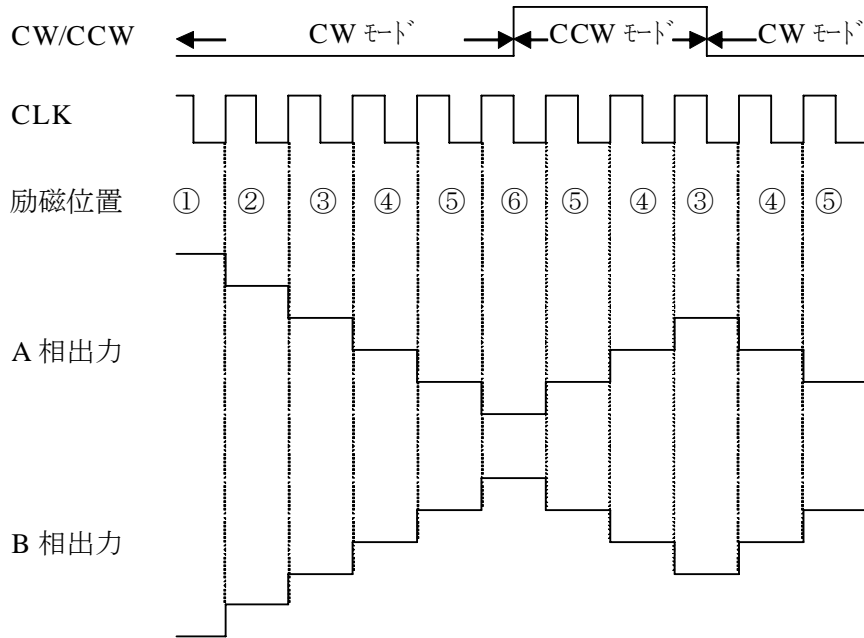 CW/CCW CW ﾓｰﾄﾞ CCW ﾓｰﾄﾞ CW ﾓｰﾄﾞ
CLK
励磁位置 ① ② ③ ④ ⑤ ⑥ ⑤ ④ ③ ④ ⑤
A 相出力
B 相出力